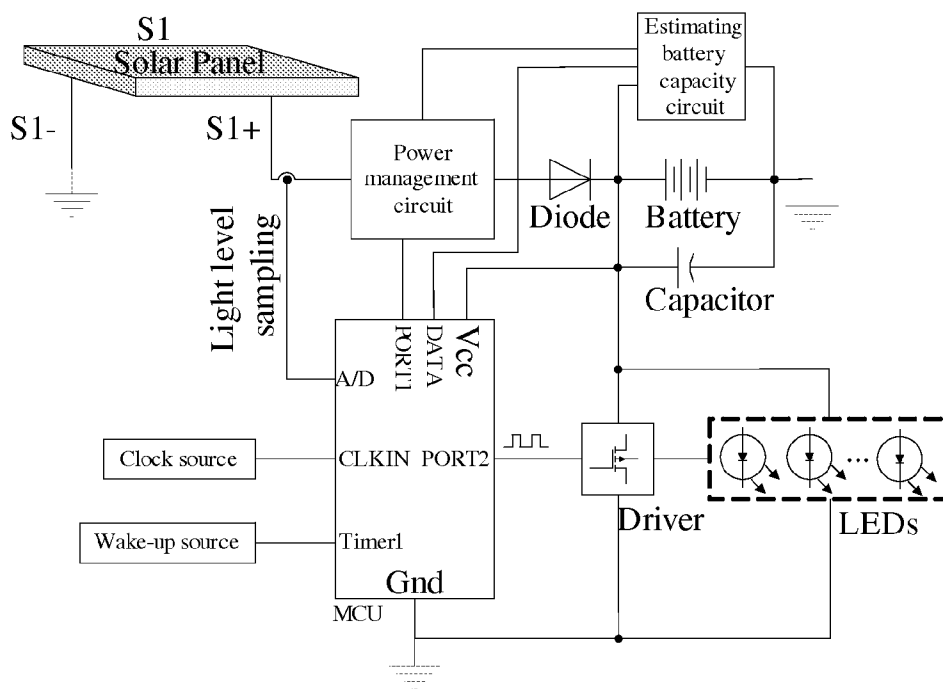 S1
Solar Panel
S1-
S1+
Estimating
battery
capacity
circuit
Power
management
circuit
Diode
Battery
Capacitor
Light level
sampling
PORT1
DATA
Vcc
A/D
Clock source
CLKIN
PORT2
Driver
...
LEDs
Wake-up source
Timer1
Gnd
MCU